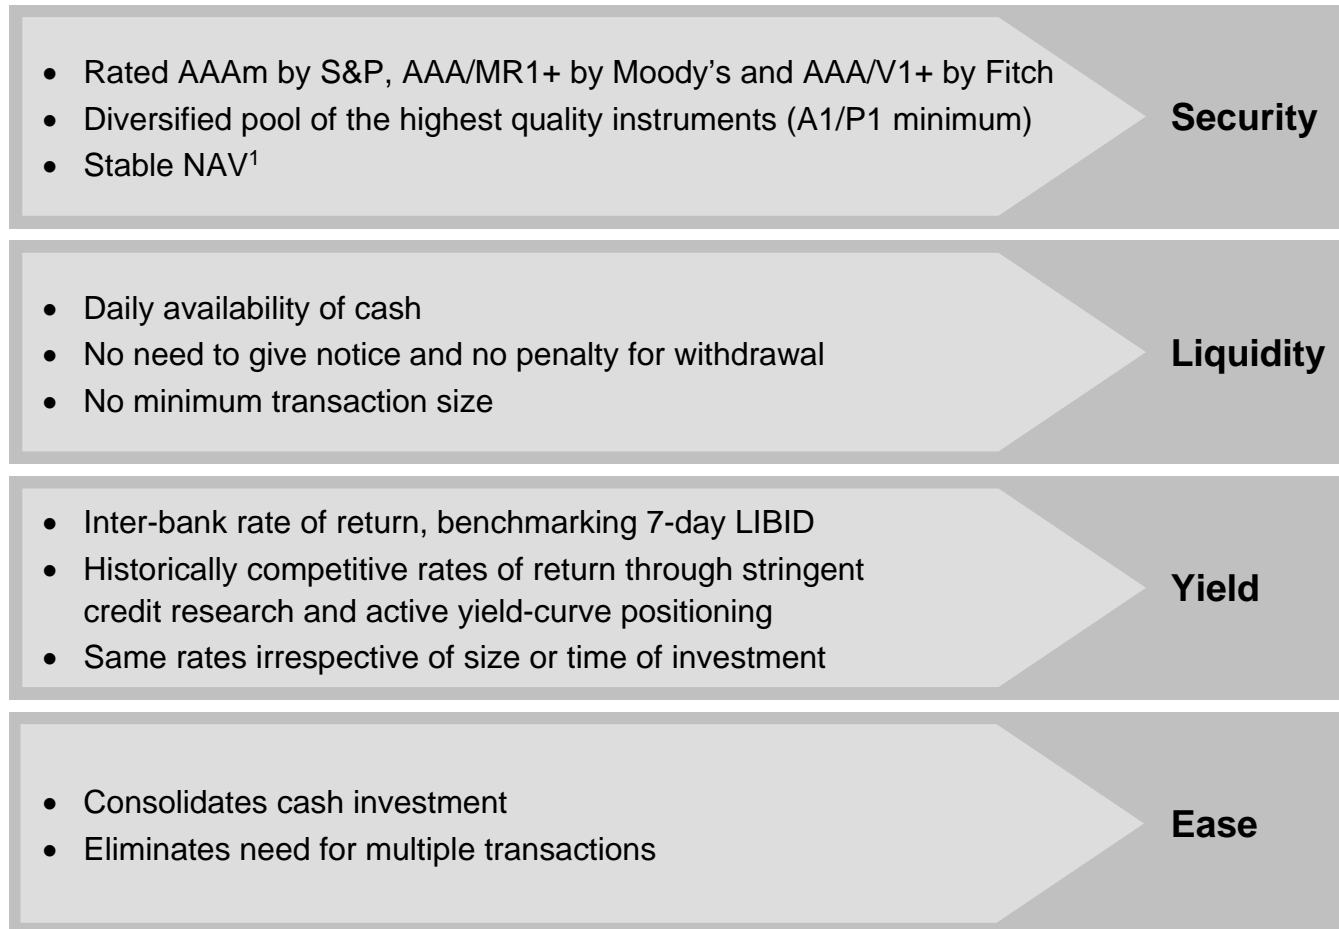 • Rated AAAm by S&P, AAA/MR1+ by Moody's and AAA/V1+ by Fitch
• Diversified pool of the highest quality instruments (A1/P1 minimum)
• Stable NAV¹
Security
• Daily availability of cash
• No need to give notice and no penalty for withdrawal
• No minimum transaction size
Liquidity
• Inter-bank rate of return, benchmarking 7-day LIBID
• Historically competitive rates of return through stringent
credit research and active yield-curve positioning
• Same rates irrespective of size or time of investment
Yield
• Consolidates cash investment
• Eliminates need for multiple transactions
Ease